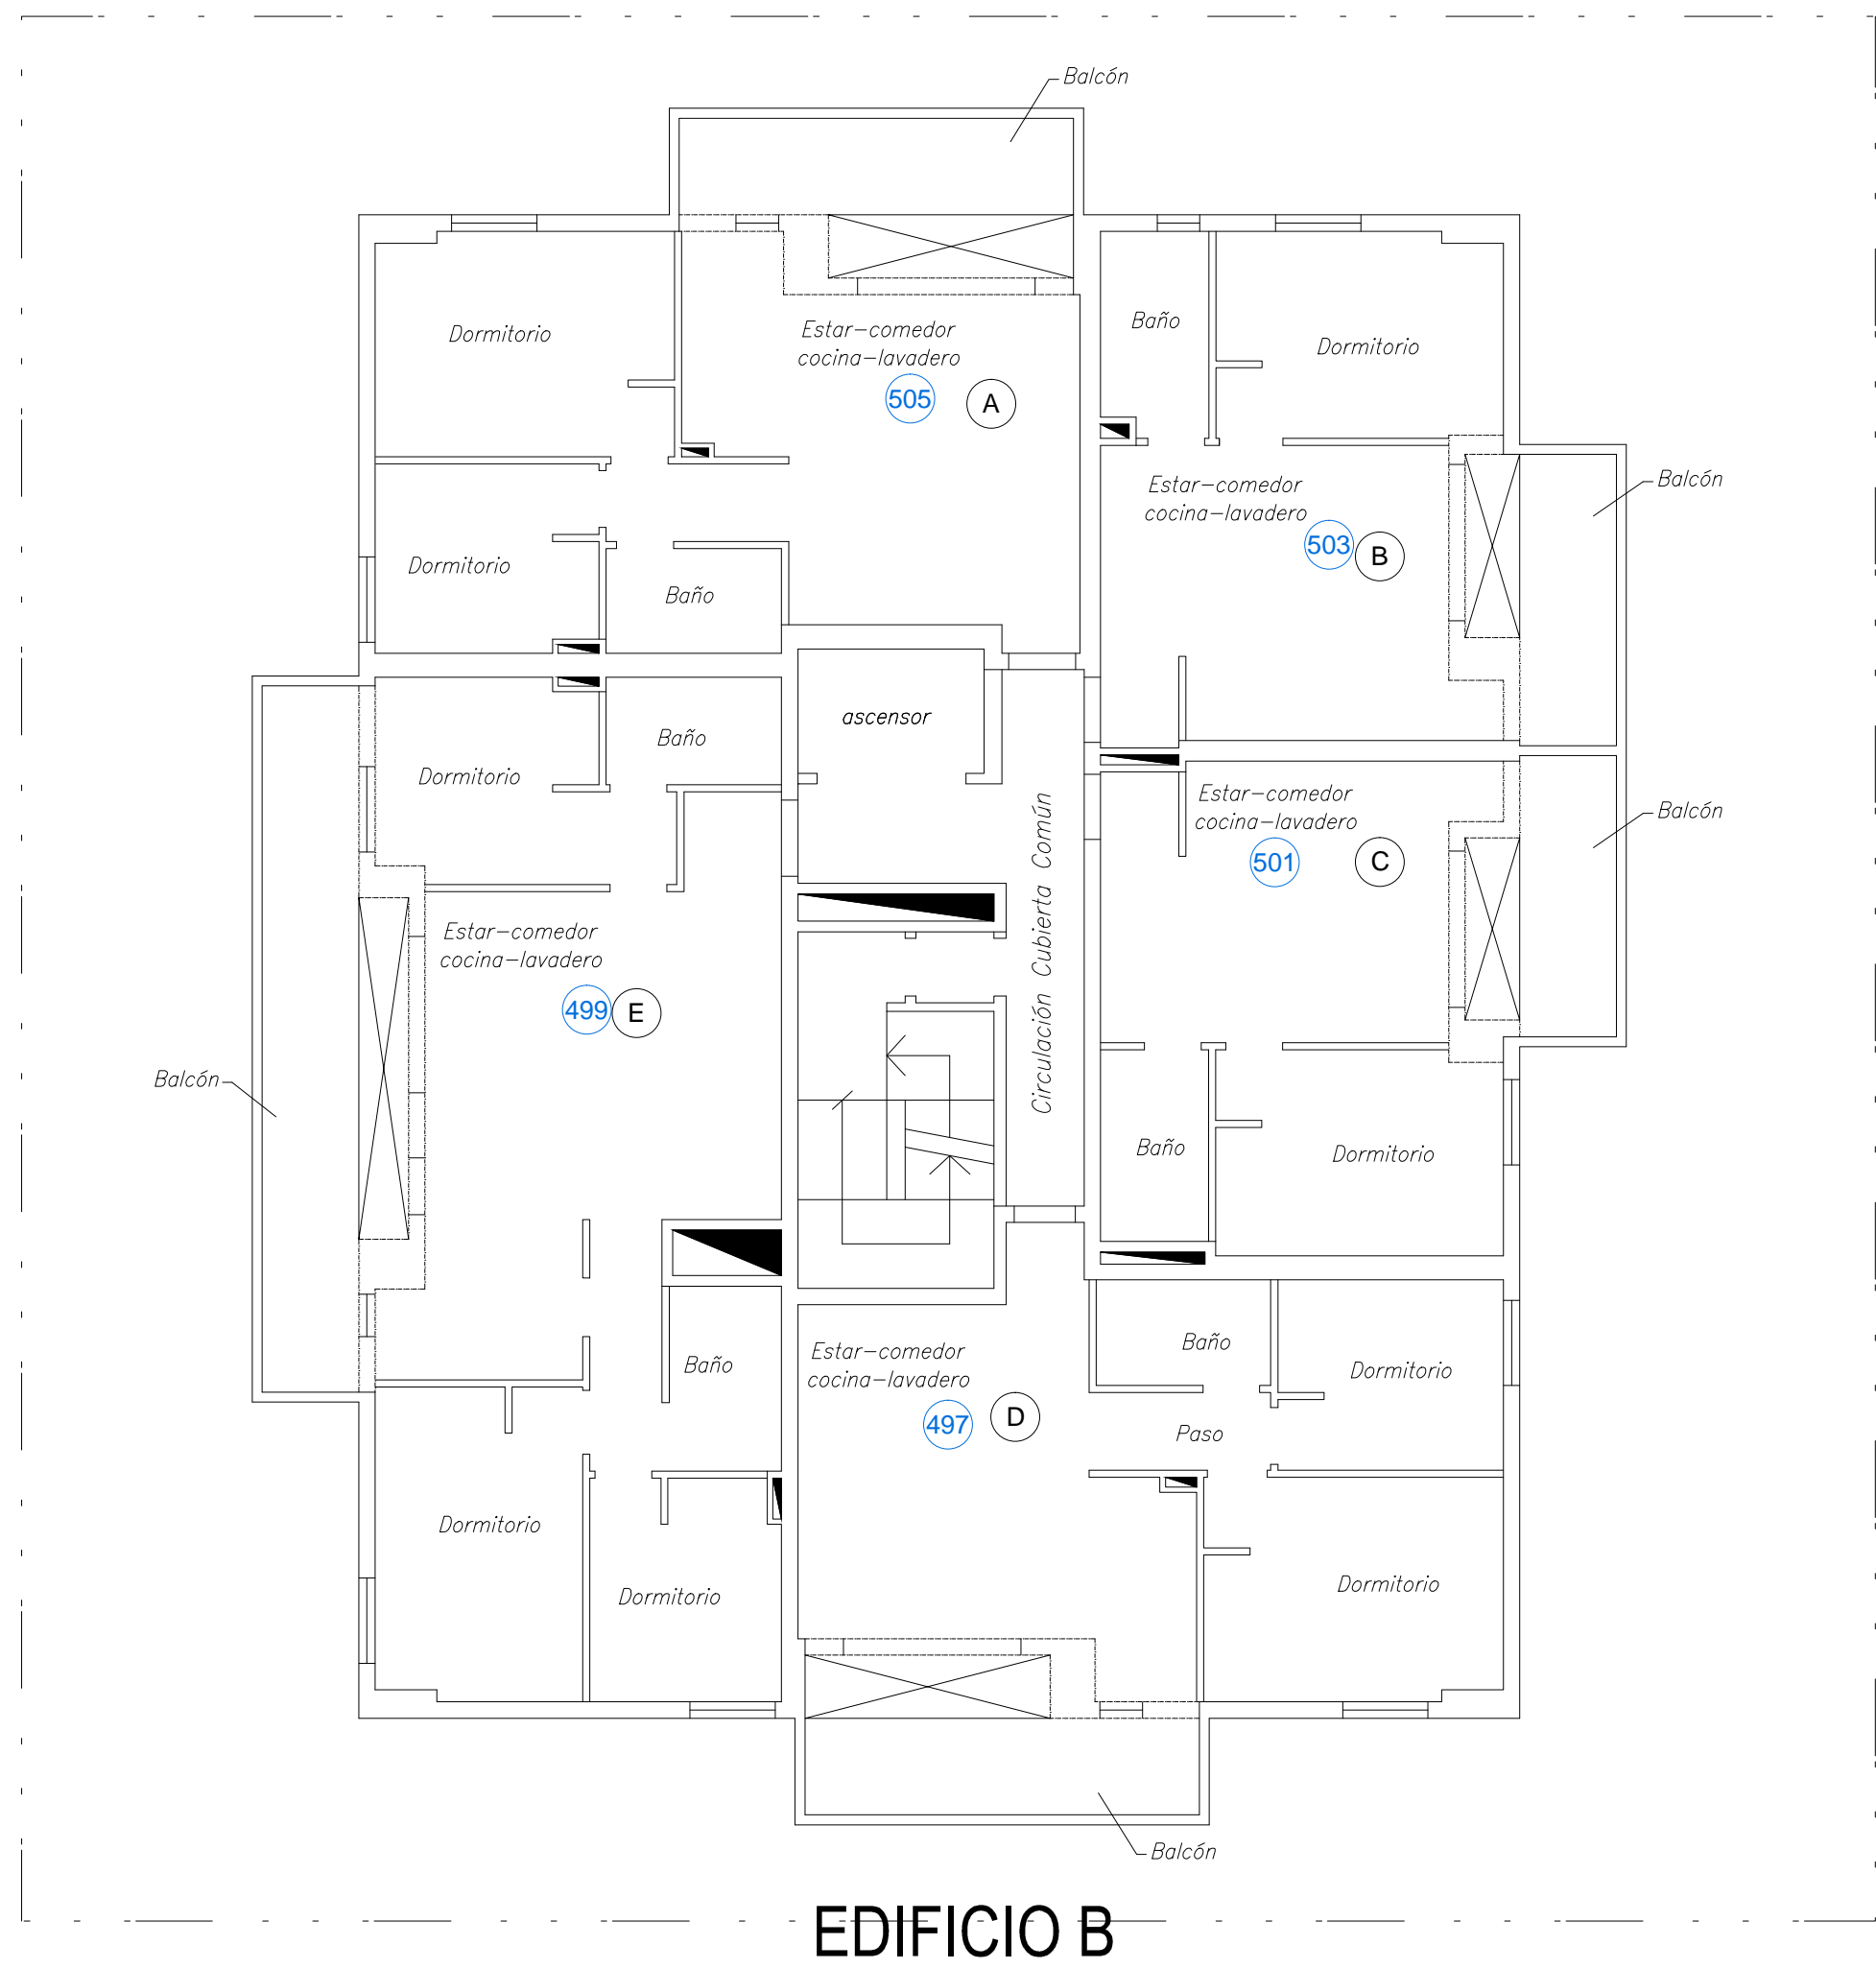 Balcón
Dormitorio
Estar-comedor
cocina-lavadero
505
A
Baño
Dormitorio
Estar-comedor
cocina-lavadero
503
B
Balcón
Dormitorio
Baño
Dormitorio
Baño
ascensor
Circulación Cubierta Común
Estar-comedor
cocina-lavadero
501
C
Balcón
Estar-comedor
cocina-lavadero
499
E
Balcón
Baño
Dormitorio
Baño
Estar-comedor
cocina-lavadero
497
D
Baño
Dormitorio
Paso
Dormitorio
Dormitorio
Dormitorio
Balcón
EDIFICIO B